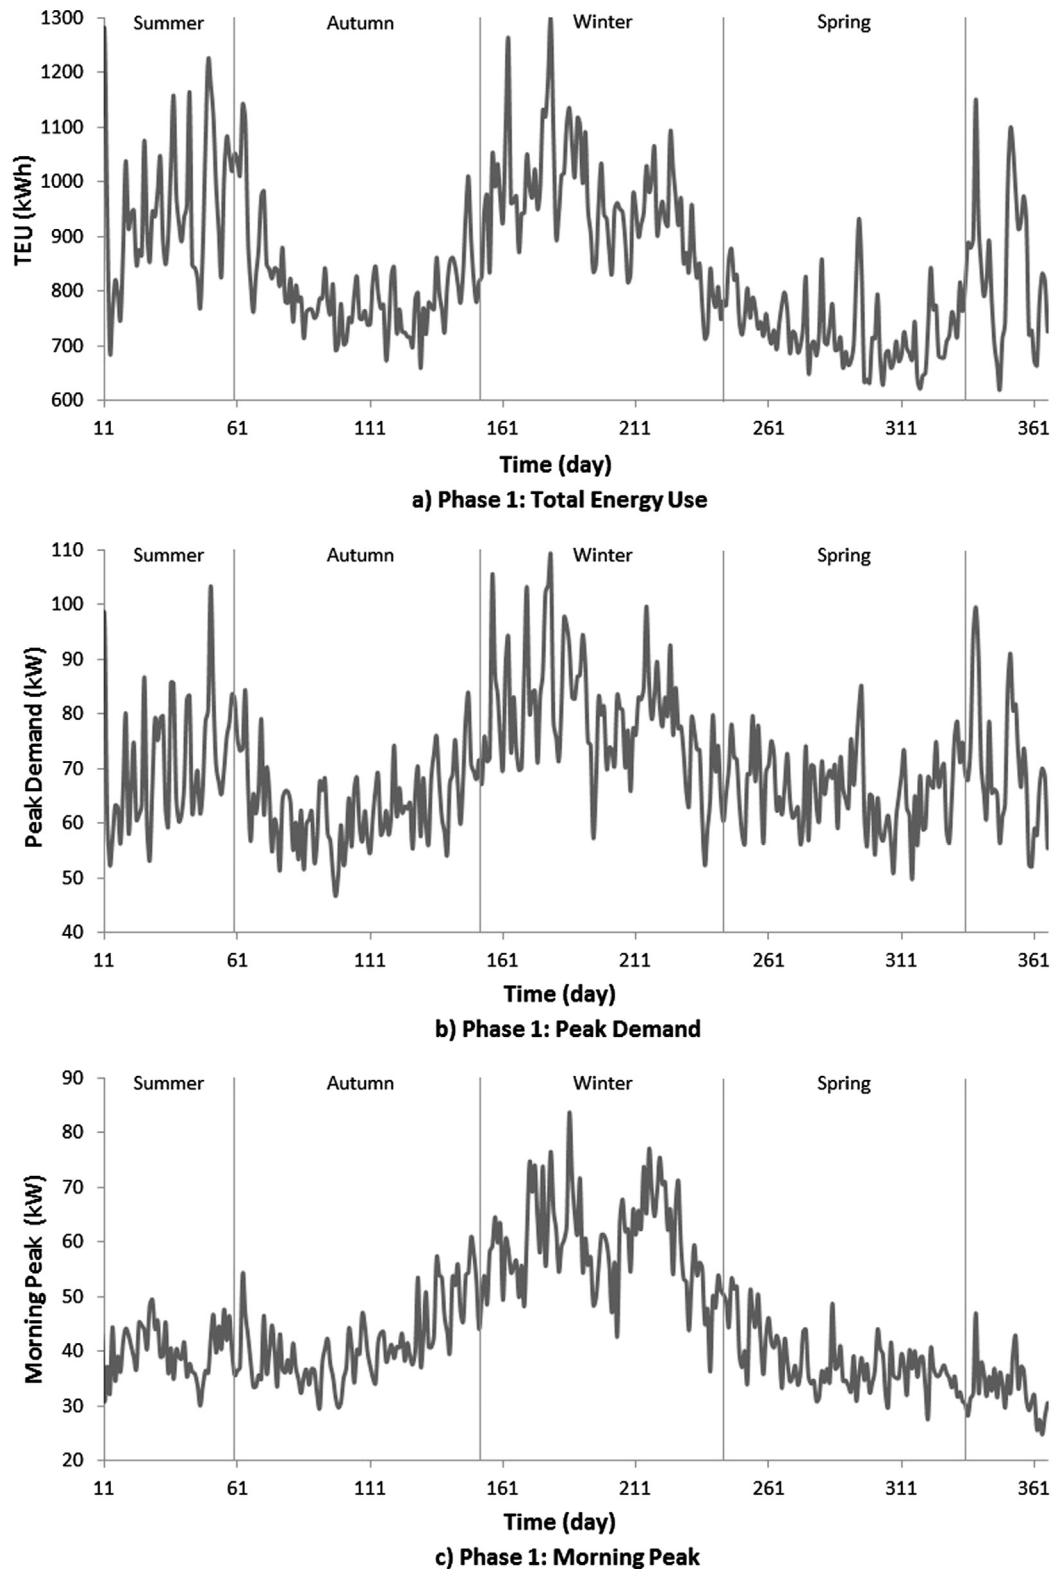 Summer Autumn Winter Spring
1300
1200
1100
1000
900
800
700
600
TEU (kWh)
11 61 111 161 211 261 311 361
Time (day)
a) Phase 1: Total Energy Use
Summer Autumn Winter Spring
110
100
90
80
70
60
50
40
Peak Demand (kW)
11 61 111 161 211 261 311 361
Time (day)
b) Phase 1: Peak Demand
Summer Autumn Winter Spring
90
80
70
60
50
40
30
20
Morning Peak (kW)
11 61 111 161 211 261 311 361
Time (day)
c) Phase 1: Morning Peak